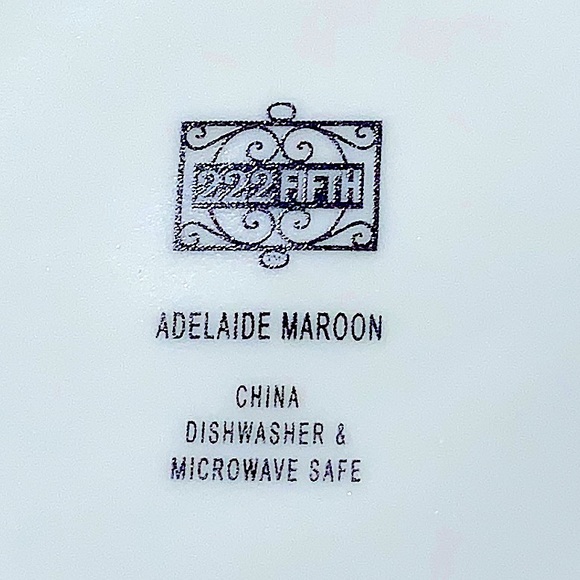 222 FIFTH
ADELAIDE MAROON
CHINA
DISHWASHER &
MICROWAVE SAFE